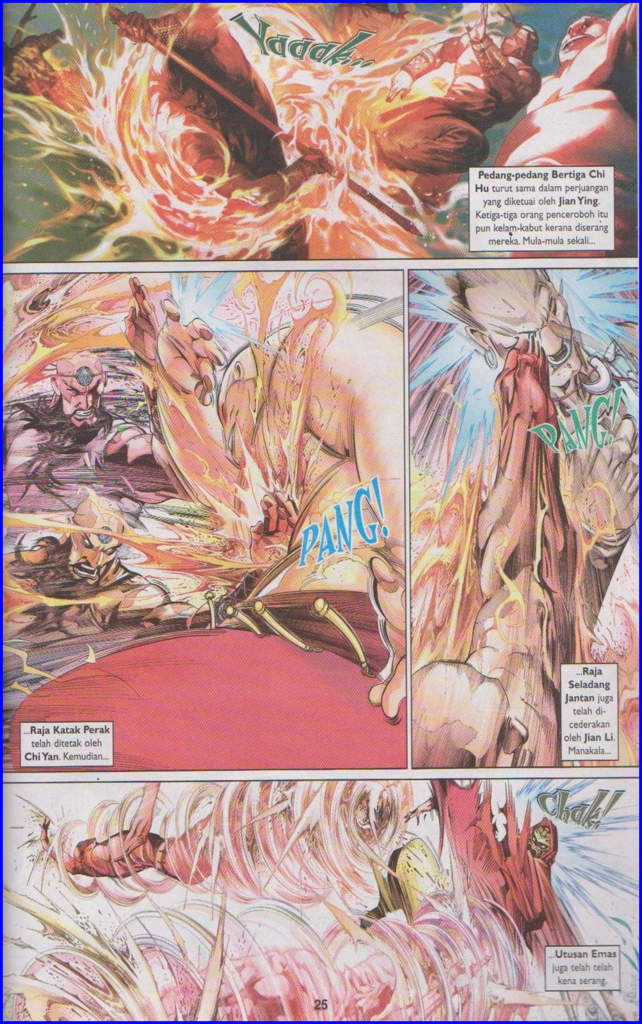 Yaaak...
Pedang-pedang Bertiga Chi
Hu turut sama dalam perjuangan
yang diketuai oleh Jian Ying.
Ketiga-tiga orang penceroboh itu
pun kelam-kabut kerana diserang
mereka. Mula-mula sekali...
PANG!
...Raja Katak Perak
telah ditetak oleh
Chi Yan. Kemudian...
PANG!
...Raja
Seladang
Jantan juga
telah di-
cederakan
oleh Jian Li.
Manakala...
Chak!
...Utusan Emas
juga telah telah
kena serang.
25